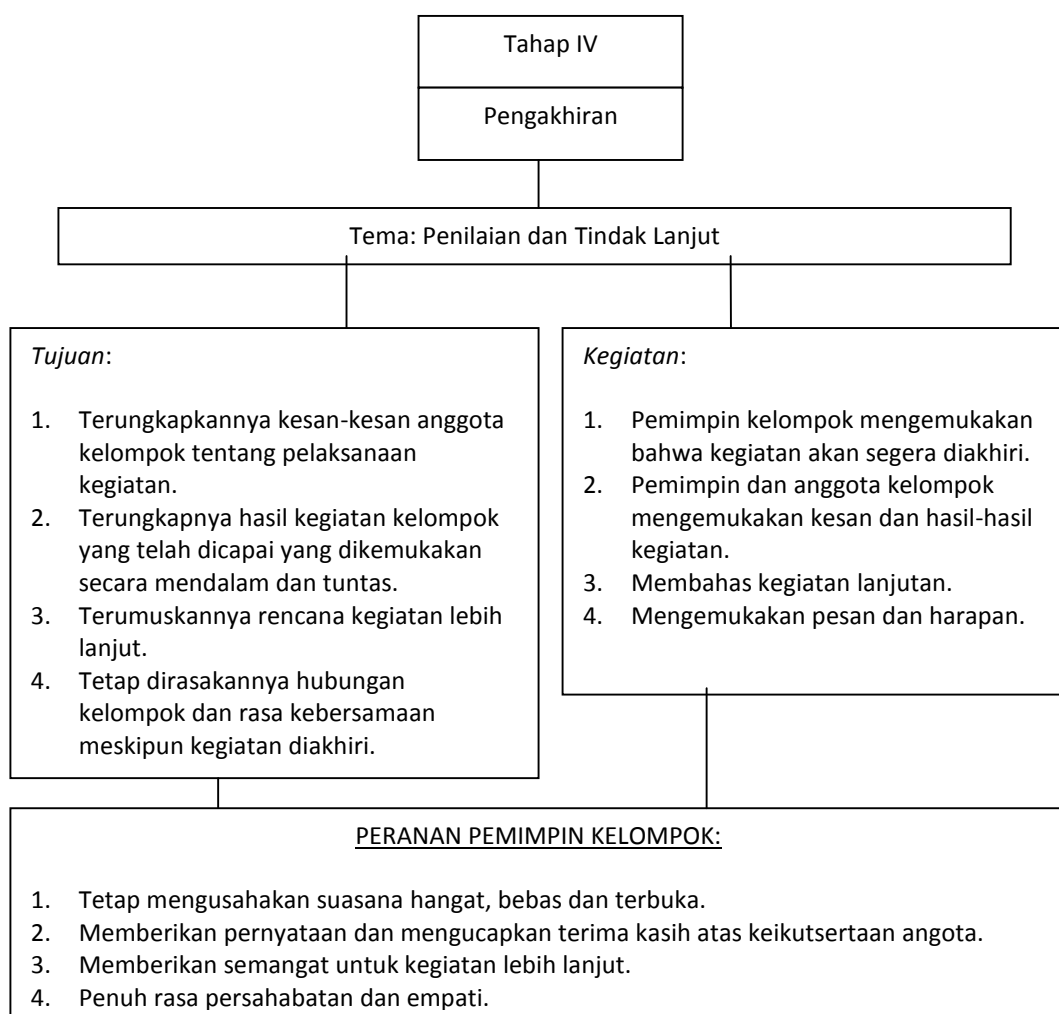 Tahap IV
Pengakhiran
Tema: Penilaian dan Tindak Lanjut
Tujuan:
1. Terungkapkannya kesan-kesan anggota
kelompok tentang pelaksanaan
kegiatan.
2. Terungkapnya hasil kegiatan kelompok
yang telah dicapai yang dikemukakan
secara mendalam dan tuntas.
3. Terumuskannya rencana kegiatan lebih
lanjut.
4. Tetap dirasakannya hubungan
kelompok dan rasa kebersamaan
meskipun kegiatan diakhiri.
Kegiatan:
1. Pemimpin kelompok mengemukakan
bahwa kegiatan akan segera diakhiri.
2. Pemimpin dan anggota kelompok
mengemukakan kesan dan hasil-hasil
kegiatan.
3. Membahas kegiatan lanjutan.
4. Mengemukakan pesan dan harapan.
PERANAN PEMIMPIN KELOMPOK:
1. Tetap mengusahakan suasana hangat, bebas dan terbuka.
2. Memberikan pernyataan dan mengucapkan terima kasih atas keikutsertaan angota.
3. Memberikan semangat untuk kegiatan lebih lanjut.
4. Penuh rasa persahabatan dan empati.